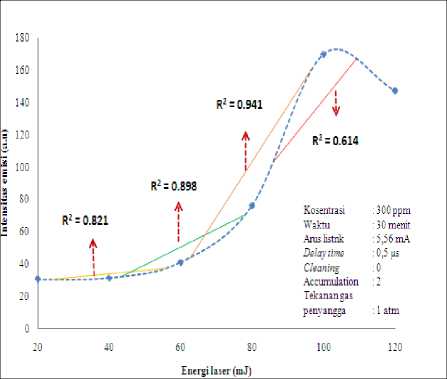 180
160
140
120
100
80
60
40
20
0
Intensitas emisi (a.u)
R² = 0.821
R² = 0.898
R² = 0.941
R² = 0.614
Kosentrasi : 300 ppm
Waktu : 30 menit
Arus listrik : 5,56 mA
Delay time : 0,5 µs
Cleaning : 0
Accumulation : 2
Tekanan gas
penyangga : 1 atm
20 40 60 80 100 120
Energi laser (mJ)